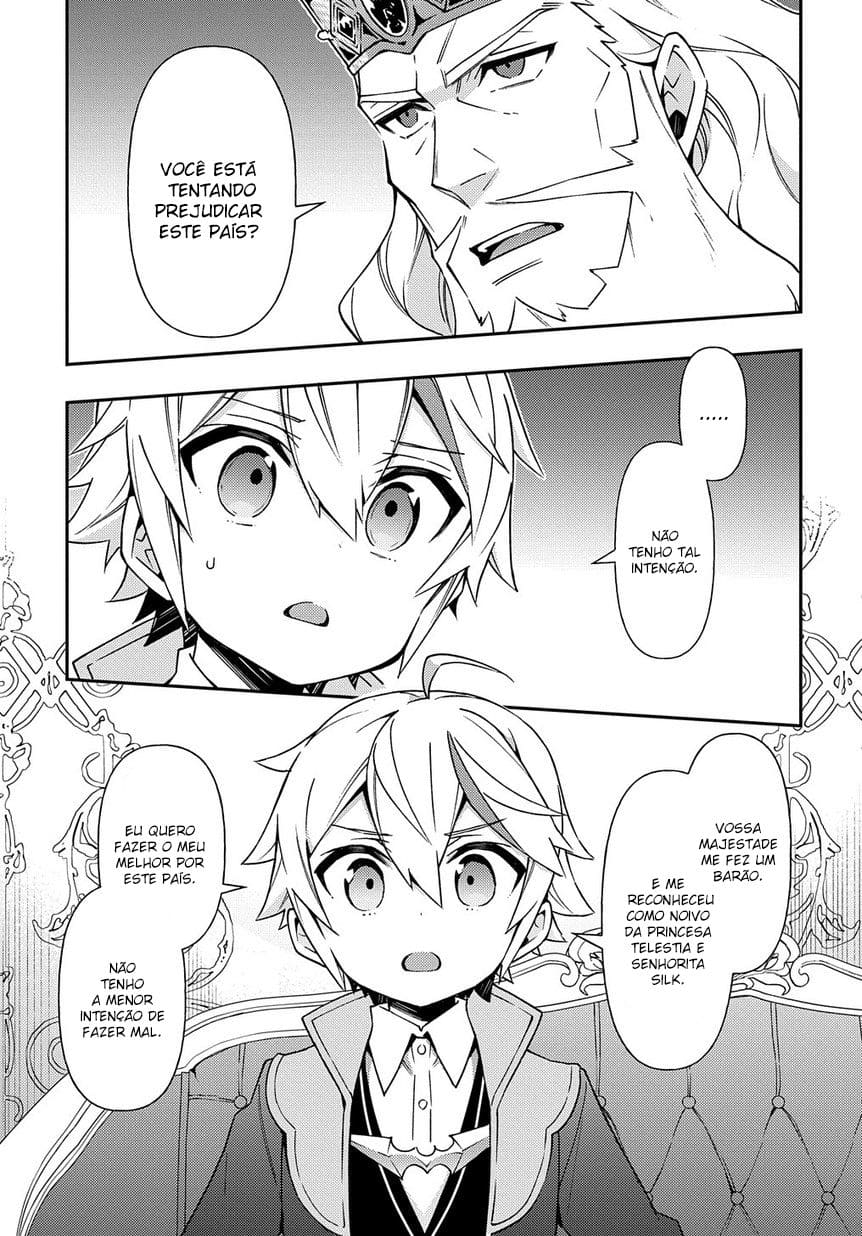 VOCÊ ESTÁ
TENTANDO
PREJUDICAR
ESTE PAÍS?
.....
NÃO
TENHO TAL
INTENÇÃO.
VOSSA
MAJESTADE
ME FEZ UM
BARÃO.
E ME
RECONHECEU
COMO NOIVO
DA PRINCESA
TELESTIA E
SENHORITA
SILK.
EU QUERO
FAZER O MEU
MELHOR POR
ESTE PAÍS.
NÃO
TENHO
A MENOR
INTENÇÃO DE
FAZER MAL.